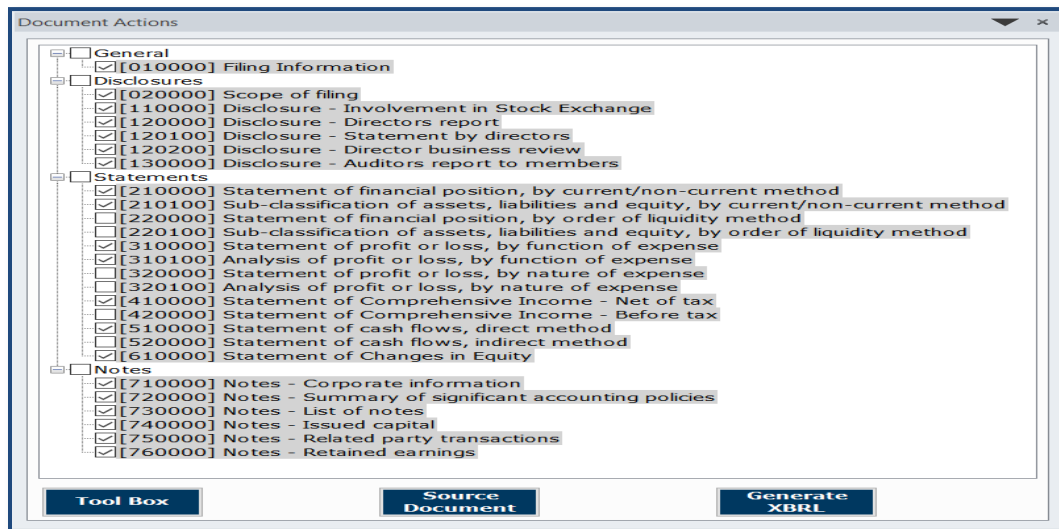 Document Actions
General
[010000] Filing Information
Disclosures
[020000] Scope of filing
[110000] Disclosure - Involvement in Stock Exchange
[120000] Disclosure - Directors report
[120100] Disclosure - Statement by directors
[120200] Disclosure - Director business review
[130000] Disclosure - Auditors report to members
Statements
[210000] Statement of financial position, by current/non-current method
[210100] Sub-classification of assets, liabilities and equity, by current/non-current method
[220000] Statement of financial position, by order of liquidity method
[220100] Sub-classification of assets, liabilities and equity, by order of liquidity method
[310000] Statement of profit or loss, by function of expense
[310100] Analysis of profit or loss, by function of expense
[320000] Statement of profit or loss, by nature of expense
[320100] Analysis of profit or loss, by nature of expense
[410000] Statement of Comprehensive Income - Net of tax
[420000] Statement of Comprehensive Income - Before tax
[510000] Statement of cash flows, direct method
[520000] Statement of cash flows, indirect method
[610000] Statement of Changes in Equity
Notes
[710000] Notes - Corporate information
[720000] Notes - Summary of significant accounting policies
[730000] Notes - List of notes
[740000] Notes - Issued capital
[750000] Notes - Related party transactions
[760000] Notes - Retained earnings
Tool Box
Source
Document
Generate
XBRL